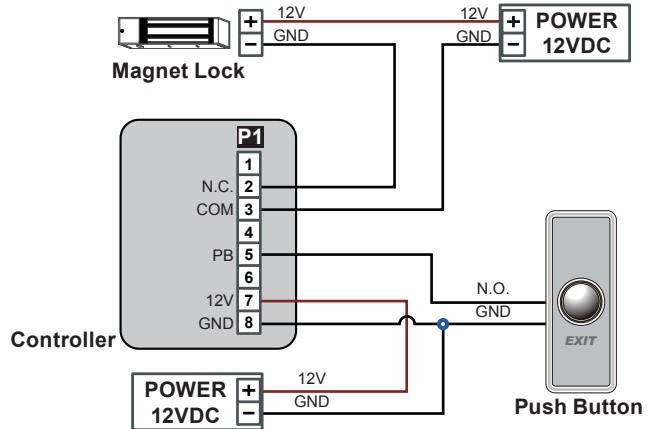 12V 12V
+ + POWER
GND GND
- - 12VDC
Magnet Lock
P1
1
N.C. 2
COM 3
4
PB 5
6
N.O.
12V 7
GND
GND 8
EXIT
Controller
12V
POWER +
GND
12VDC -
Push Button